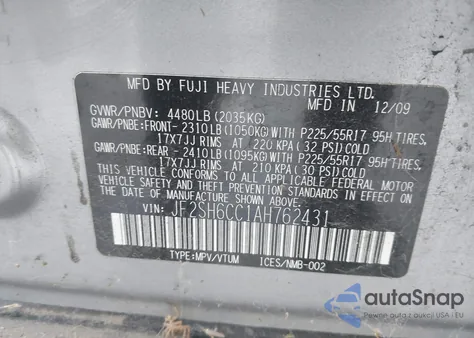 MFD BY FUJI HEAVY INDUSTRIES LTD. 12/09
GVWR/PNBV: 4480LB(2035KG)
GAWR/PNBE:FRONT- 2310LB(1050KG)WITH P225/55R17 95H TIRES,
17X7JJ RIMS AT 220 KPA ( 32 PSI)COLD
GAWR/PNBE:REAR -2410LB(1095KG)WITH P225/55R17 95H TIRES,
17X7JJ RIMS AT 210 KPA ( 30 PSI)COLD
THIS VEHICLE CONFORMS TO ALL APPLICABLE
FEDERAL MOTOR VEHICLE SAFETY AND
THEFT PREVENTION STANDARDS IN EFFECT ON
THE DATE OF MANUFACTURE SHOWN ABOVE.
VIN: JF2SH6CC1AH762431
TYPE:MPV/VTUM ICES/NMB-002
autoSnap